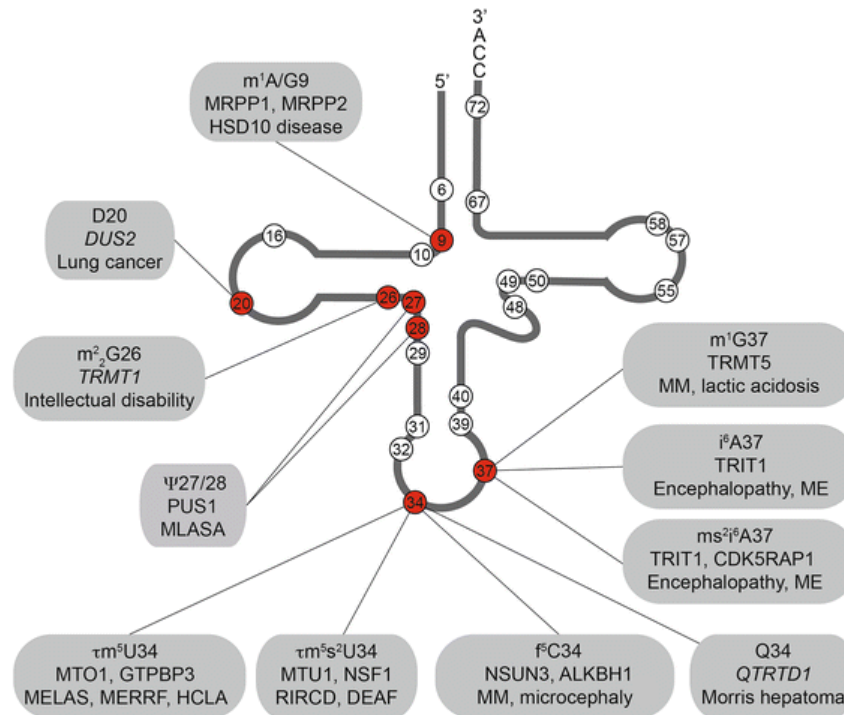 3'
A
C
C
5'
72
6
67
9
10
16
20
26
27
28
29
31
32
34
37
39
40
48
49
50
55
57
58
m¹A/G9
MRPP1, MRPP2
HSD10 disease
D20
DUS2
Lung cancer
m²₂G26
TRMT1
Intellectual disability
Ψ27/28
PUS1
MLASA
m¹G37
TRMT5
MM, lactic acidosis
i⁶A37
TRIT1
Encephalopathy, ME
ms²i⁶A37
TRIT1, CDK5RAP1
Encephalopathy, ME
τm⁵U34
MTO1, GTPBP3
MELAS, MERRF, HCLA
τm⁵s²U34
MTU1, NSF1
RIRCD, DEAF
f⁵C34
NSUN3, ALKBH1
MM, microcephaly
Q34
QTRTD1
Morris hepatoma